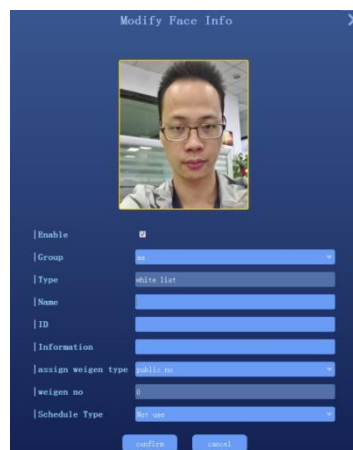 Modify Face Info
|Enable
|Group
|Type white list
|Name
|ID
|Information
|assign weigen type public no
|weigen no 0
|Schedule Type Not use
confirm cancel